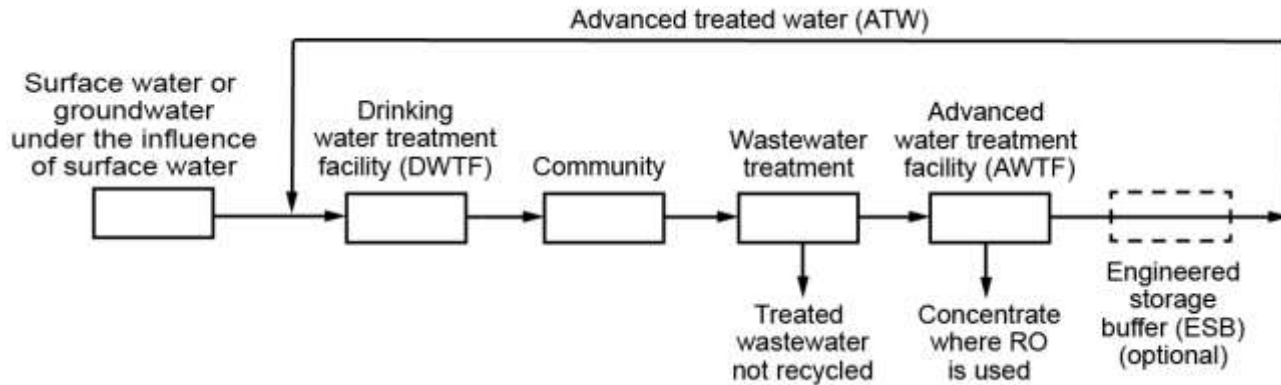 Advanced treated water (ATW)
Surface water or
groundwater
under the influence
of surface water
Drinking
water treatment
facility (DWTF)
Community
Wastewater
treatment
Advanced
water treatment
facility (AWTF)
Treated
wastewater
not recycled
Concentrate
where RO
is used
Engineered
storage
buffer (ESB)
(optional)